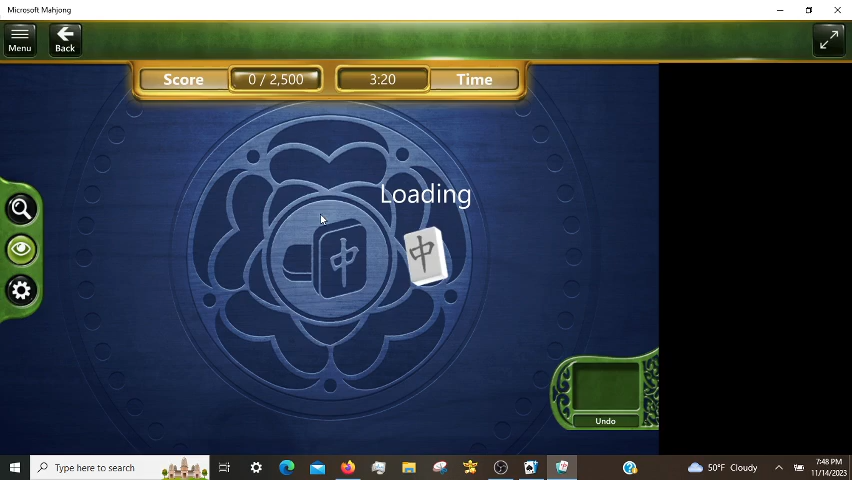 Microsoft Mahjong
Menu
Back
Score
0 / 2,500
3:20
Time
Loading
中
中
Undo
Type here to search
50°F Cloudy
7:48 PM
11/14/2023